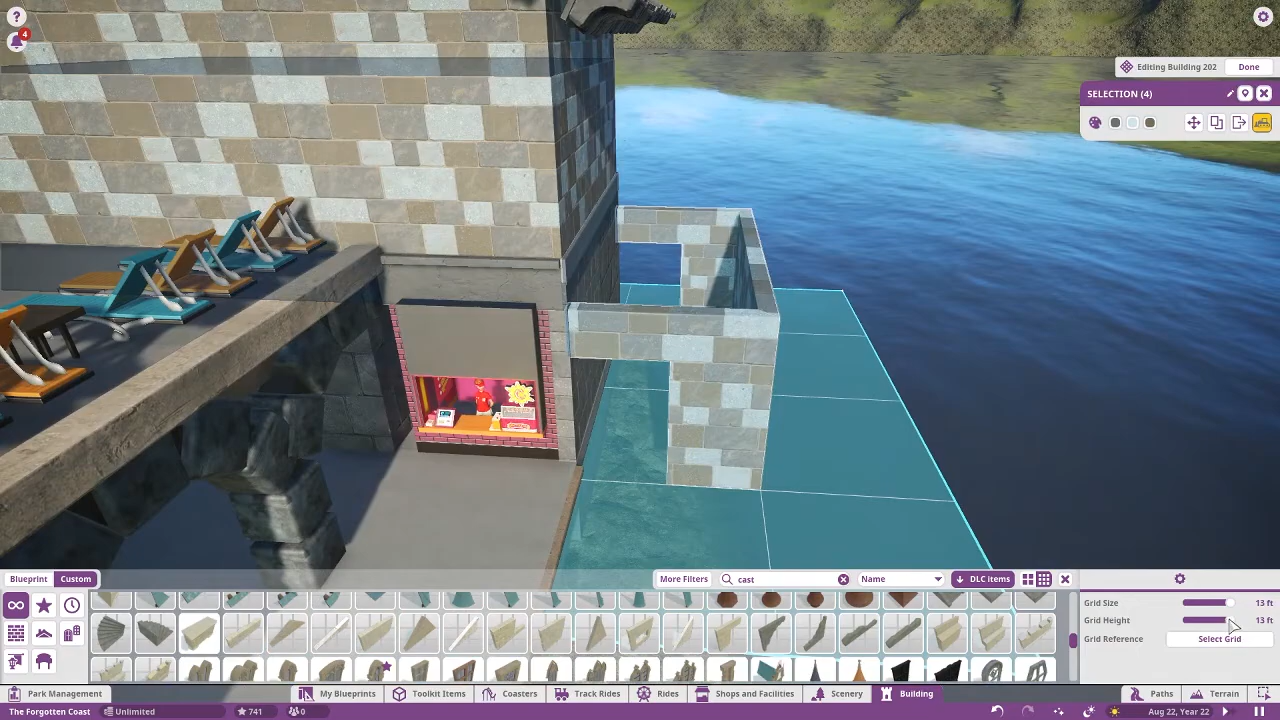 ?
4
Editing Building 202 Done
SELECTION (4)
Blueprint Custom More Filters cast Name DLC items
Grid Size 13 ft
Grid Height 13 ft
Grid Reference Select Grid
Park Management My Blueprints Toolkit Items Coasters Track Rides Rides Shops and Facilities Scenery Building Paths Terrain
The Forgotten Coast Unlimited 741 0 Aug 22, Year 22